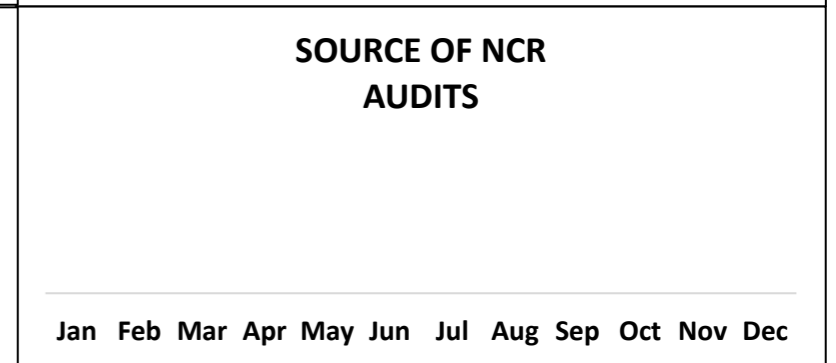 SOURCE OF NCR
AUDITS
Jan Feb Mar Apr May Jun Jul Aug Sep Oct Nov Dec